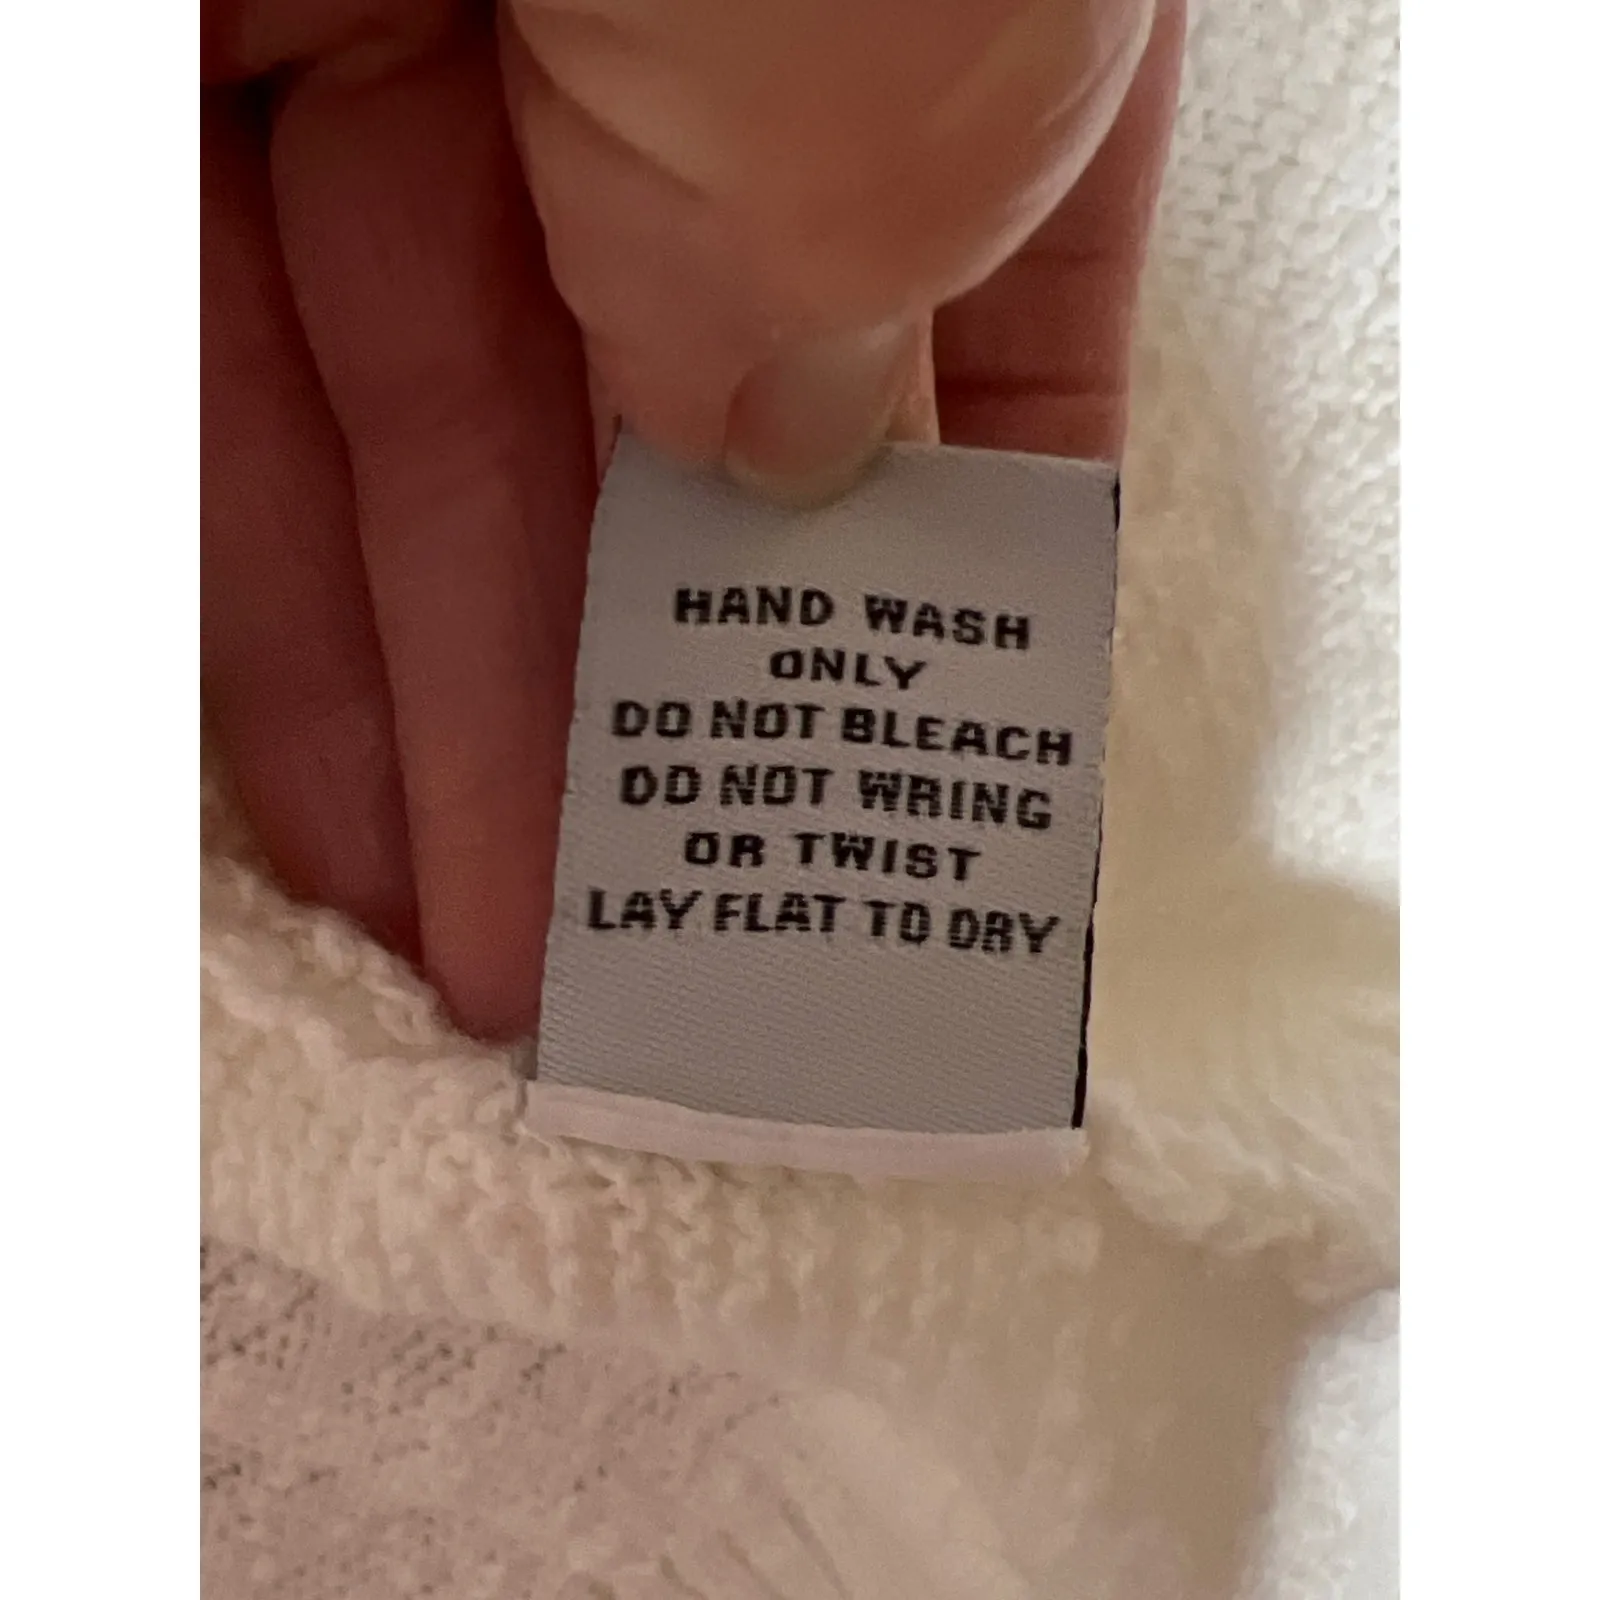 HAND WASH
ONLY
DO NOT BLEACH
DO NOT WRING
OR TWIST
LAY FLAT TO DRY